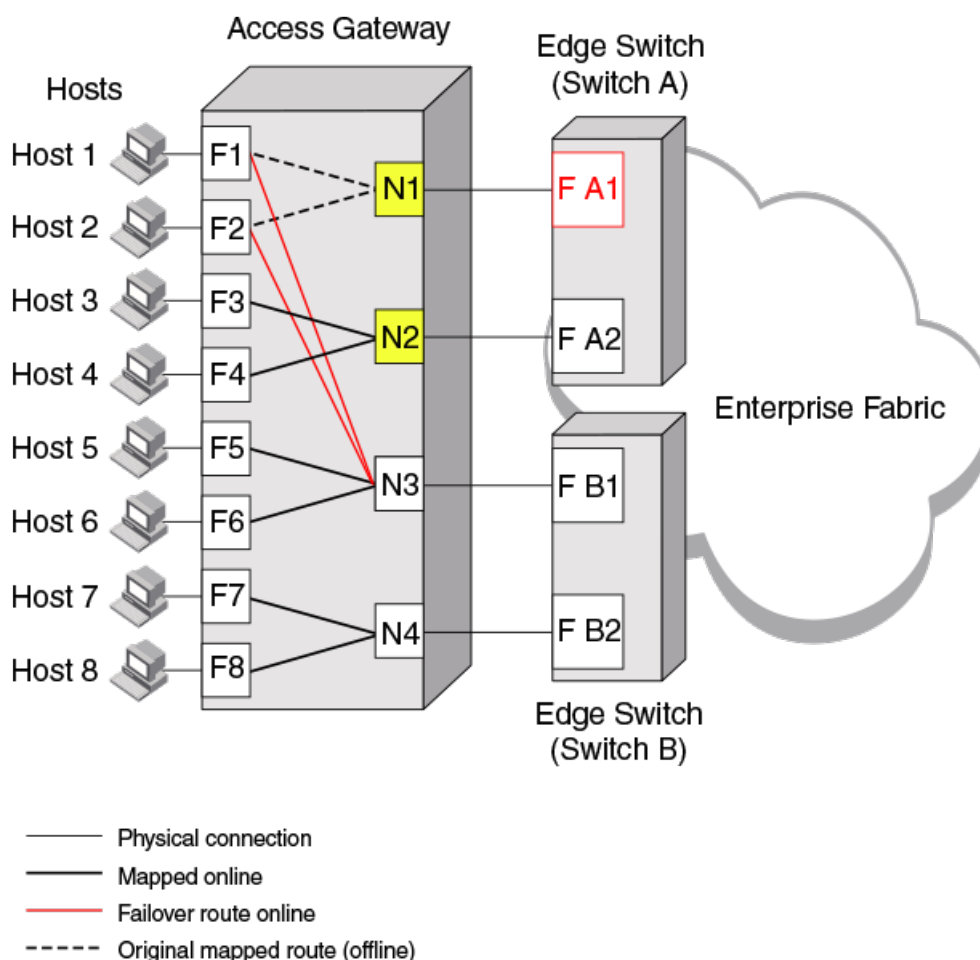 Access Gateway
Edge Switch
(Switch A)
Hosts
Host 1
F1
N1
F A1
Host 2
F2
Host 3
F3
N2
F A2
Host 4
F4
Enterprise Fabric
Host 5
F5
N3
F B1
Host 6
F6
Host 7
F7
N4
F B2
Host 8
F8
Edge Switch
(Switch B)
Physical connection
Mapped online
Failover route online
Original mapped route (offline)